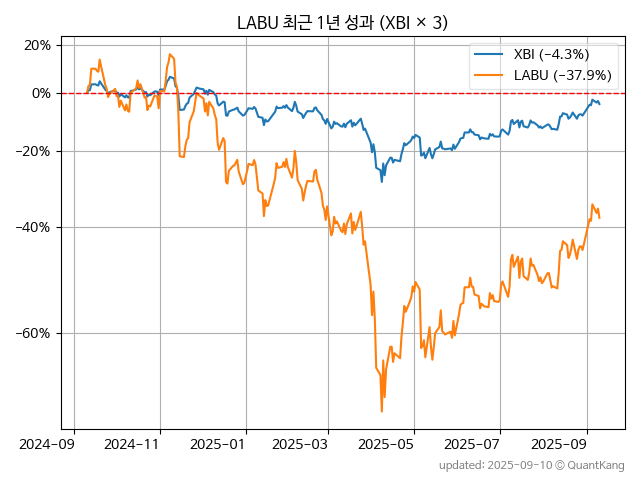 LABU 최근 1년 성과 (XBI × 3)
XBI (−4.3%)
LABU (−37.9%)
20%
0%
−20%
−40%
−60%
2024-09 2024-11 2025-01 2025-03 2025-05 2025-07 2025-09
updated: 2025-09-10 © QuantKang